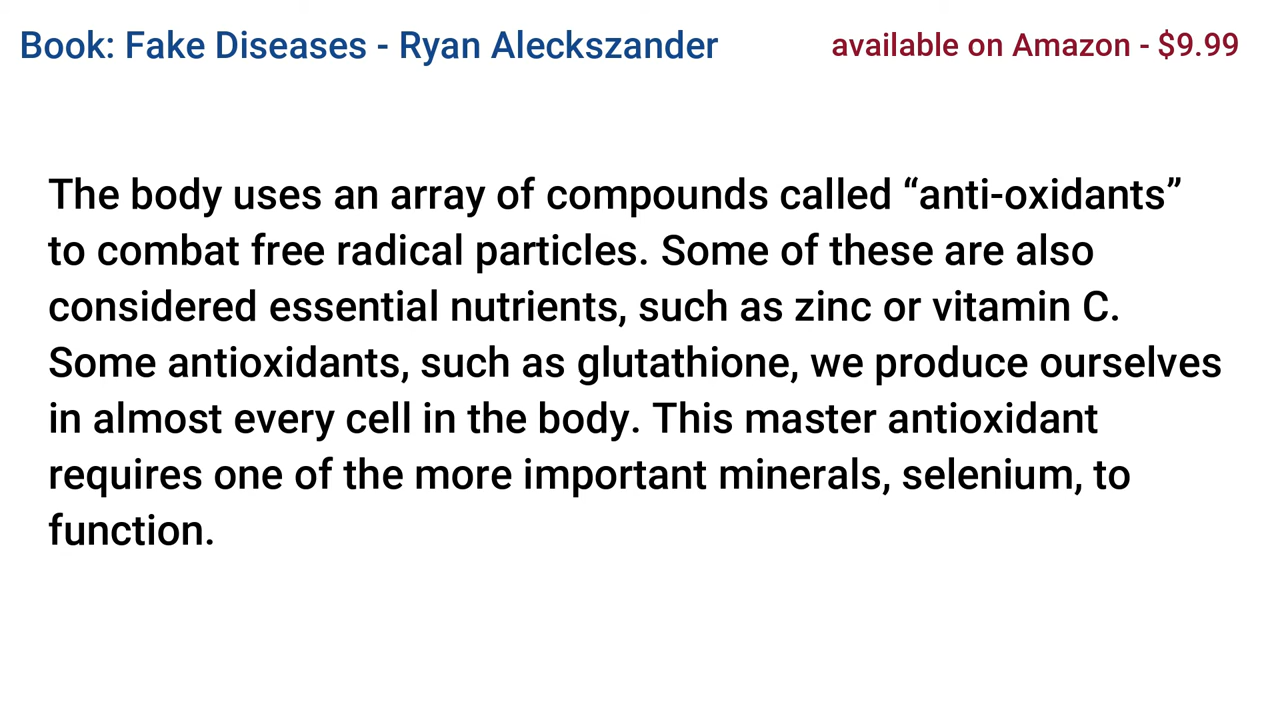 Book: Fake Diseases - Ryan Aleckszander
available on Amazon - $9.99
The body uses an array of compounds called “anti-oxidants”
to combat free radical particles. Some of these are also
considered essential nutrients, such as zinc or vitamin C.
Some antioxidants, such as glutathione, we produce ourselves
in almost every cell in the body. This master antioxidant
requires one of the more important minerals, selenium, to
function.